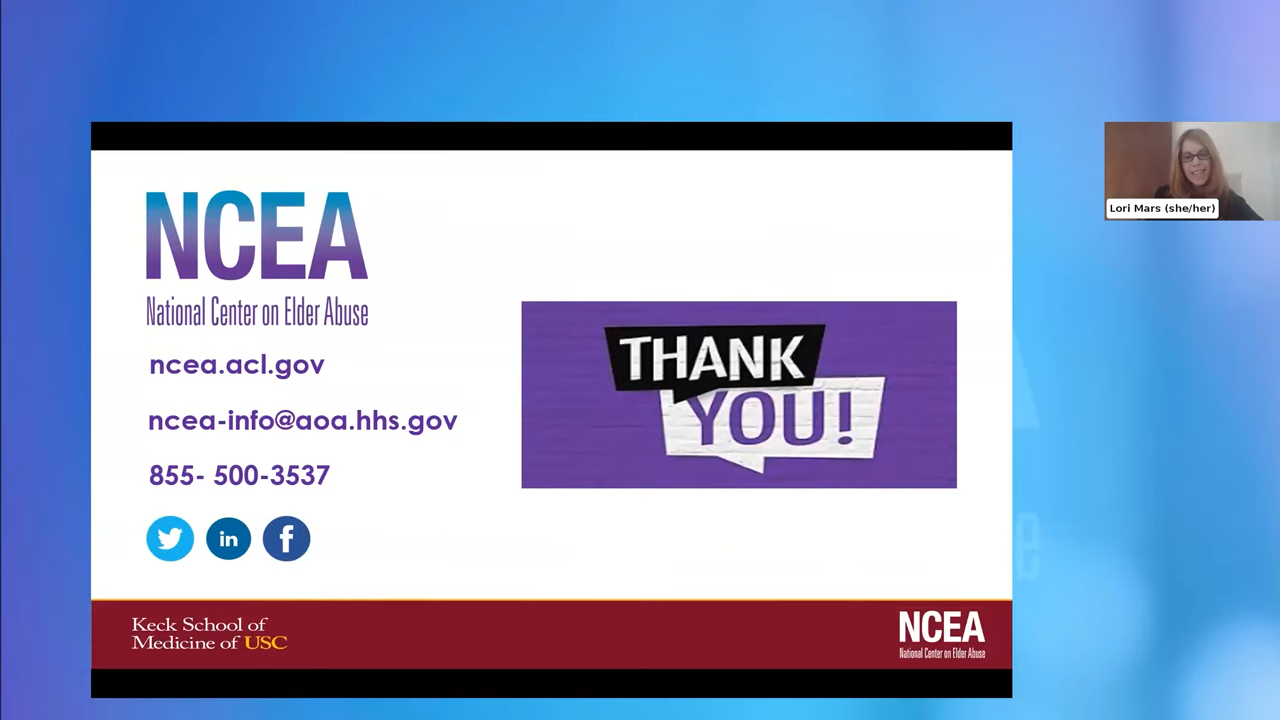 NCEA
National Center on Elder Abuse
ncea.acl.gov
ncea-info@aoa.hhs.gov
855- 500-3537
in
f
THANK
YOU!
Lori Mars (she/her)
Keck School of
Medicine of USC
NCEA
National Center on Elder Abuse